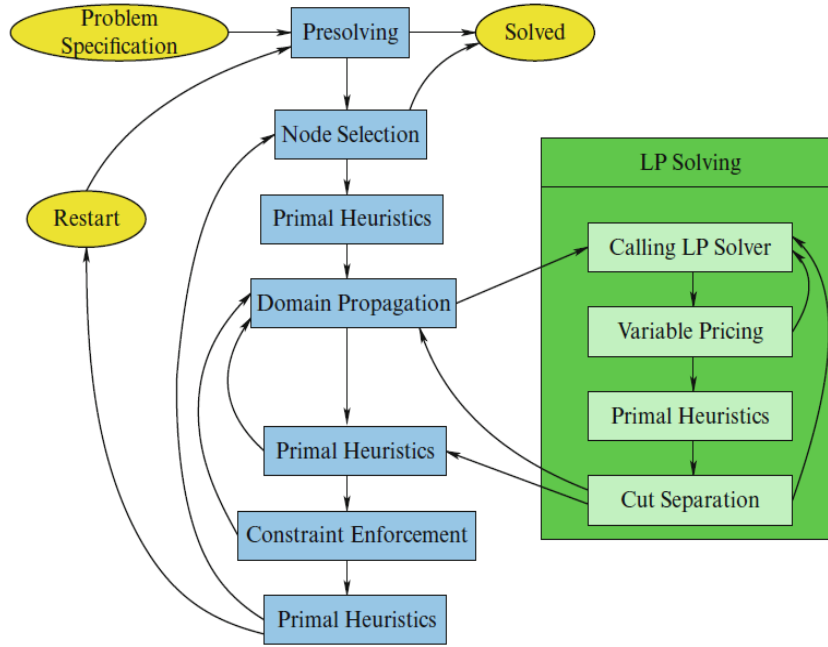 Problem
Specification
Presolving
Solved
Node Selection
LP Solving
Primal Heuristics
Restart
Calling LP Solver
Domain Propagation
Variable Pricing
Primal Heuristics
Primal Heuristics
Cut Separation
Constraint Enforcement
Primal Heuristics